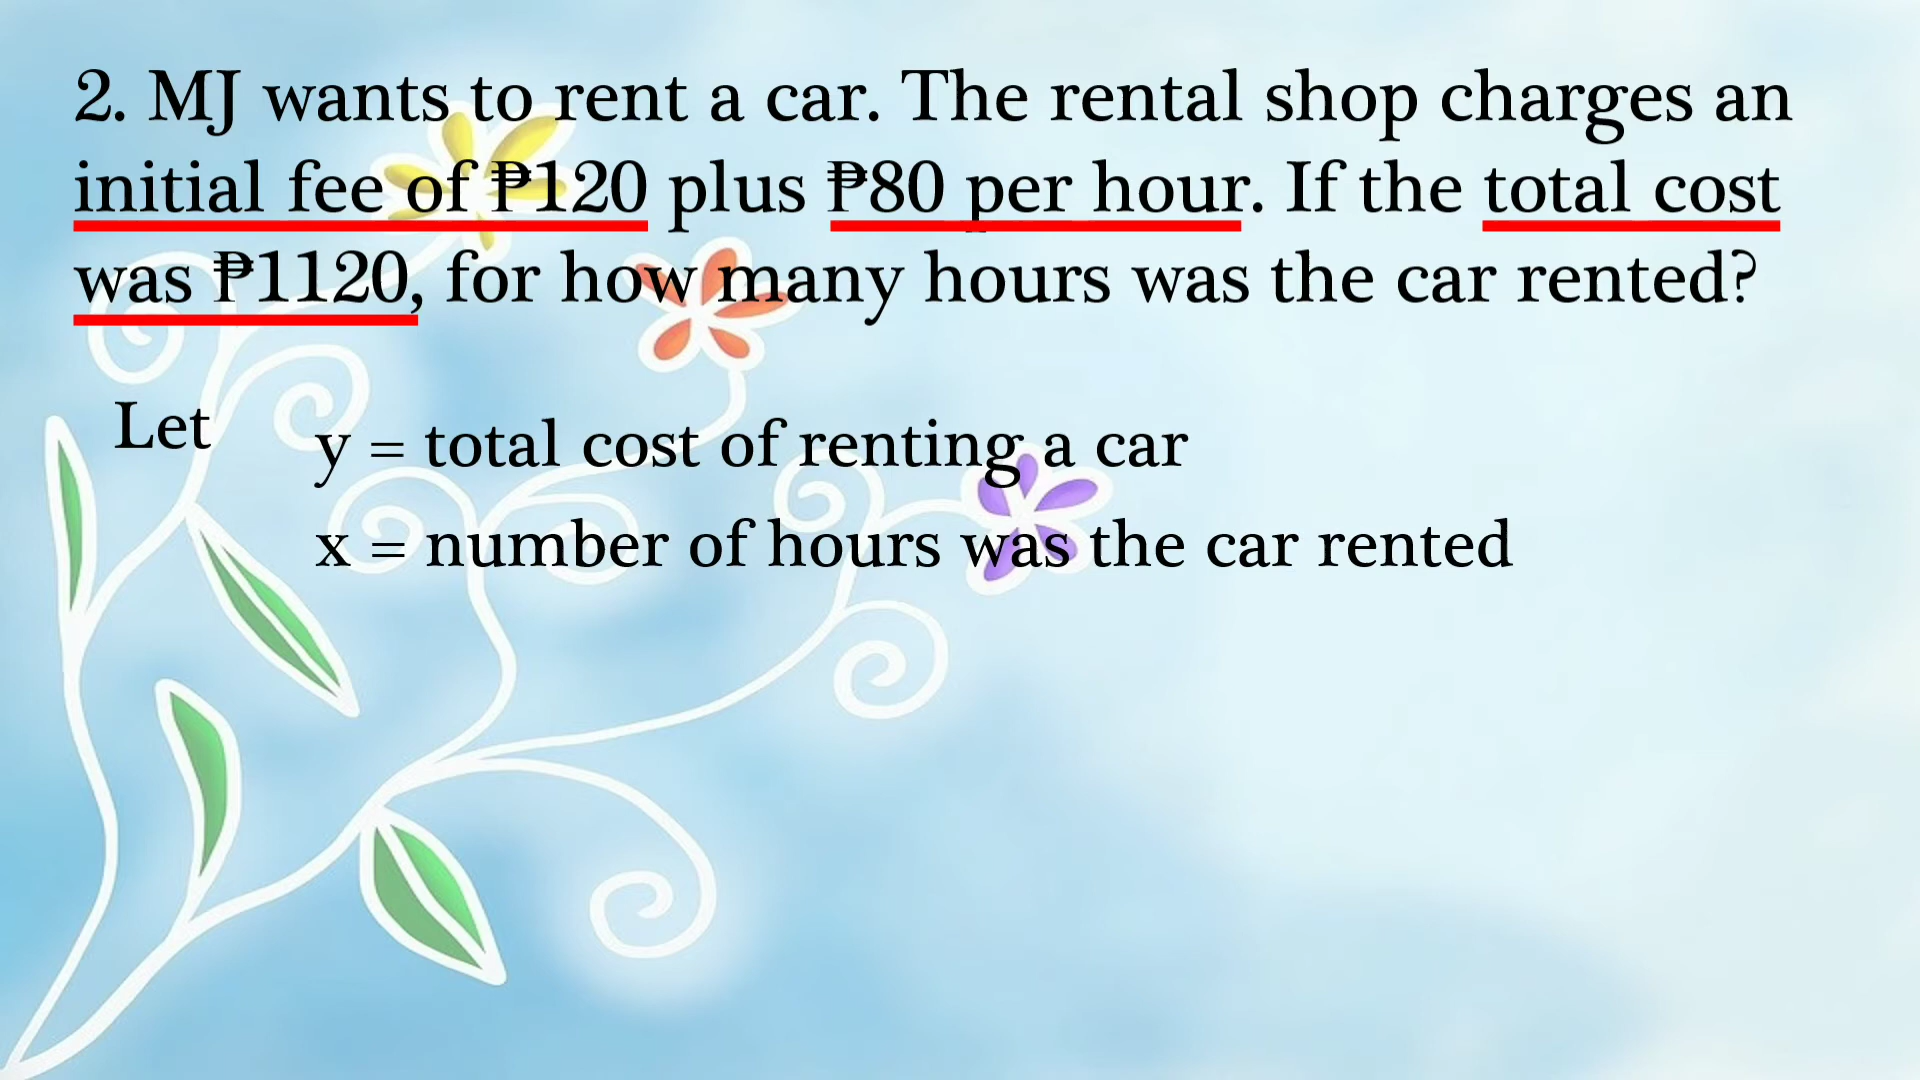 2. MJ wants to rent a car. The rental shop charges an
initial fee of ₱120 plus ₱80 per hour. If the total cost
was ₱1120, for how many hours was the car rented?
Let
y = total cost of renting a car
x = number of hours was the car rented